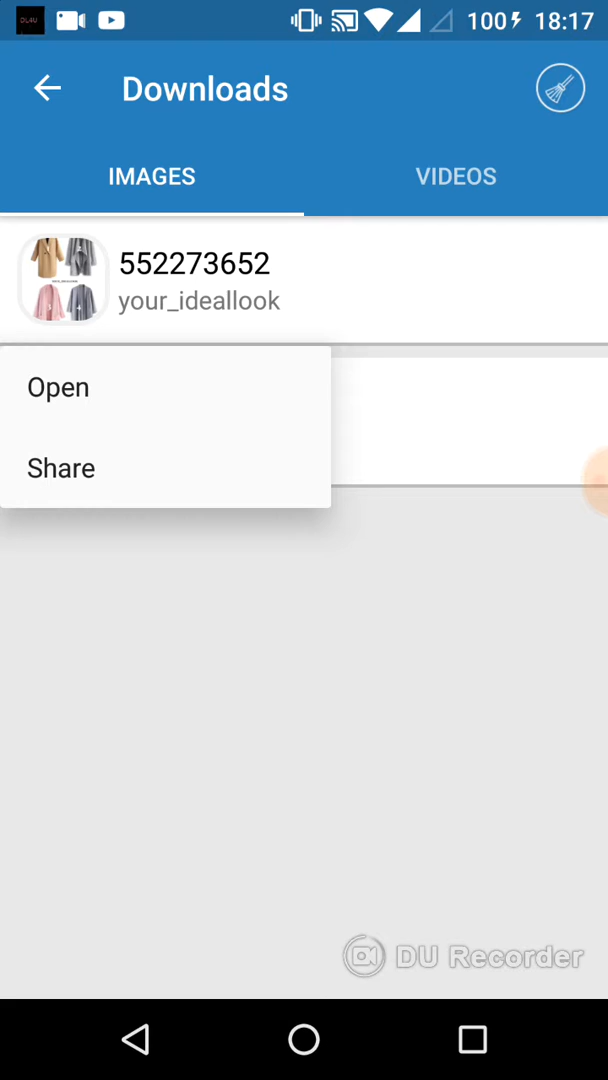 100 18:17
Downloads
IMAGES VIDEOS
552273652
your_ideallook
Open
Share
DU Recorder